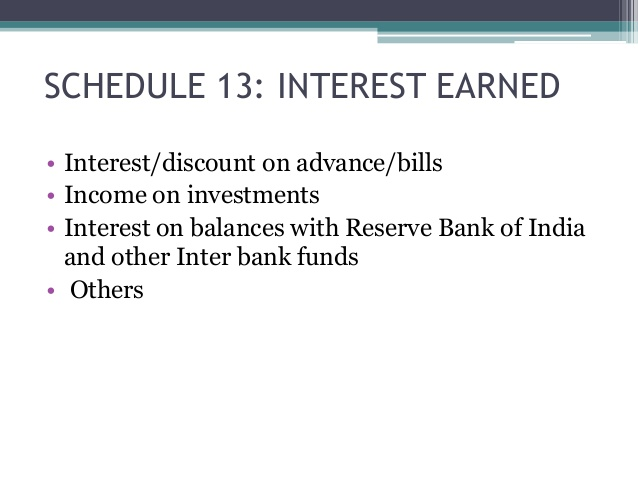 SCHEDULE 13: INTEREST EARNED
• Interest/discount on advance/bills
• Income on investments
• Interest on balances with Reserve Bank of India
and other Inter bank funds
• Others